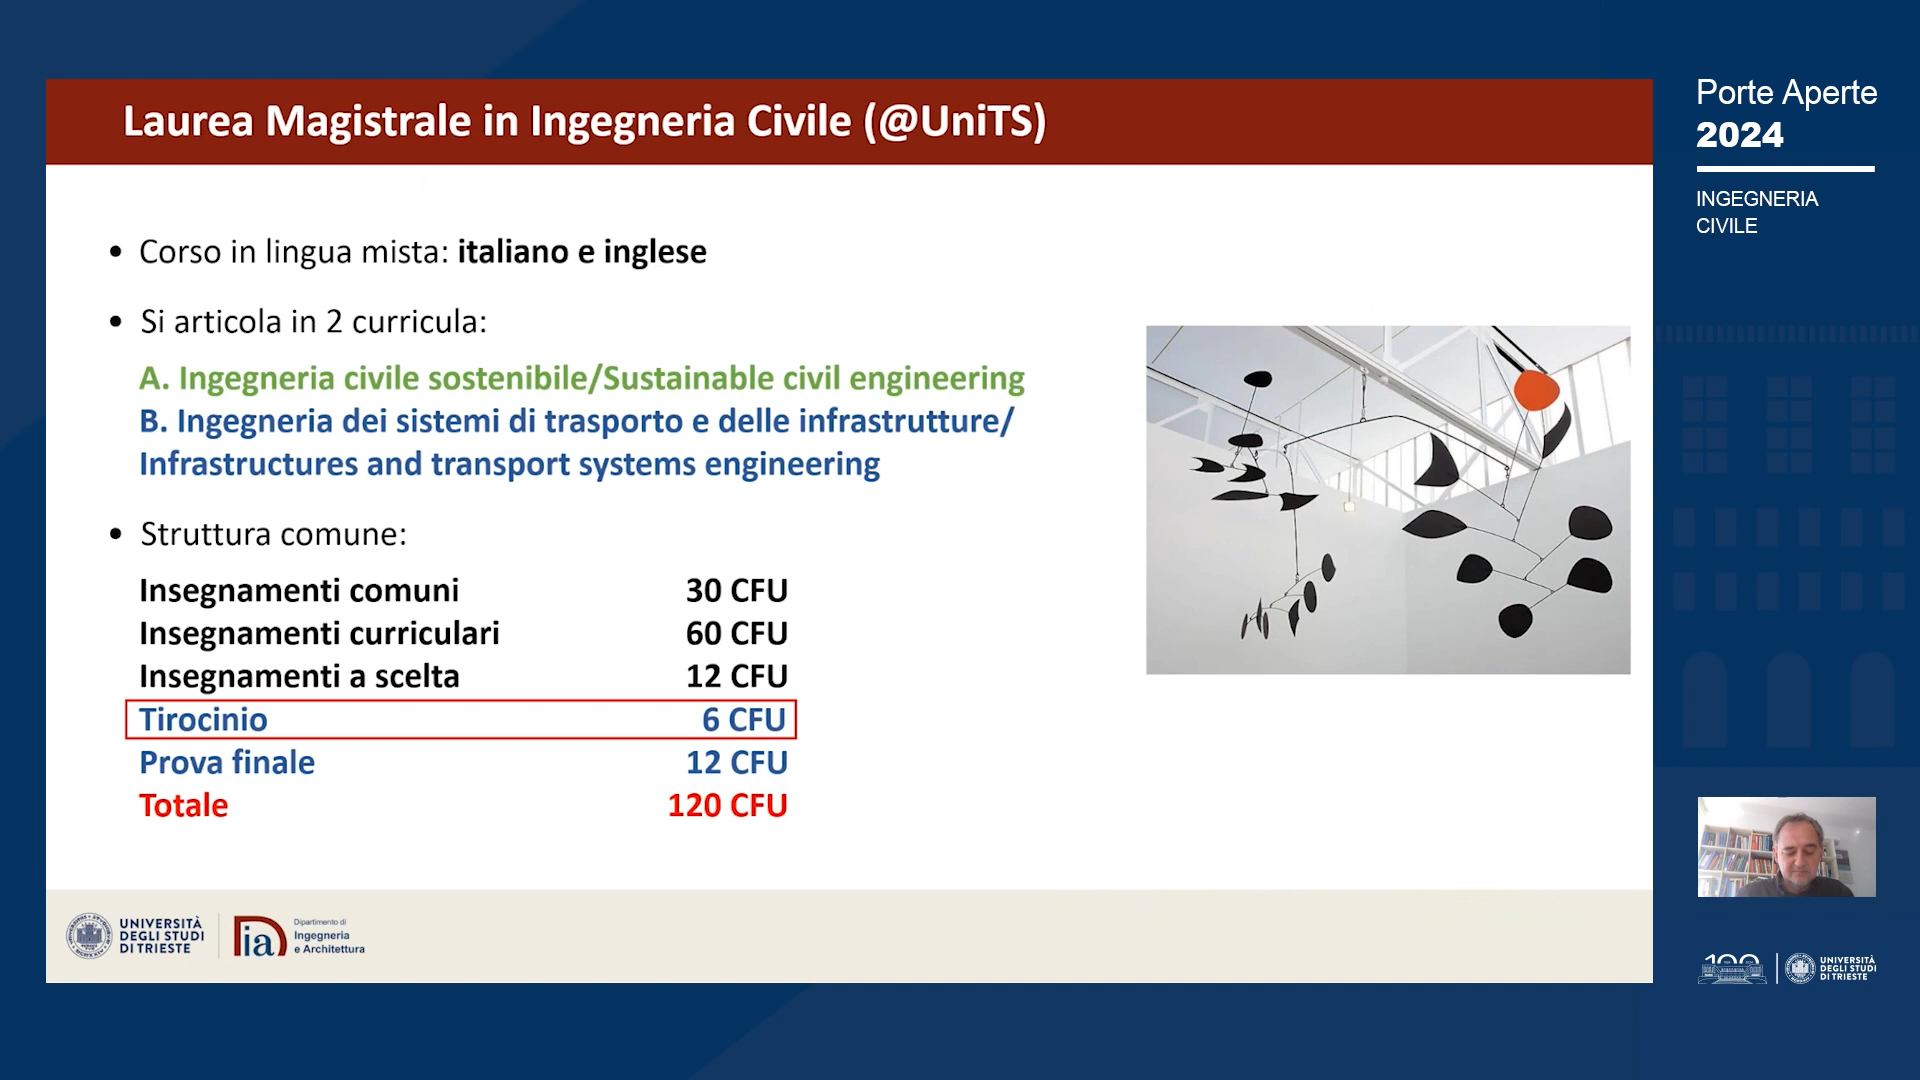 Laurea Magistrale in Ingegneria Civile (@UniTS)
• Corso in lingua mista: italiano e inglese
• Si articola in 2 curricula:
A. Ingegneria civile sostenibile/Sustainable civil engineering
B. Ingegneria dei sistemi di trasporto e delle infrastrutture/
Infrastructures and transport systems engineering
• Struttura comune:
Insegnamenti comuni 30 CFU
Insegnamenti curriculari 60 CFU
Insegnamenti a scelta 12 CFU
Tirocinio 6 CFU
Prova finale 12 CFU
Totale 120 CFU
UNIVERSITÀ
DEGLI STUDI
DI TRIESTE
Dia
Dipartimento di
Ingegneria
e Architettura
Porte Aperte
2024
INGEGNERIA
CIVILE
100
UNIVERSITÀ
DEGLI STUDI
DI TRIESTE